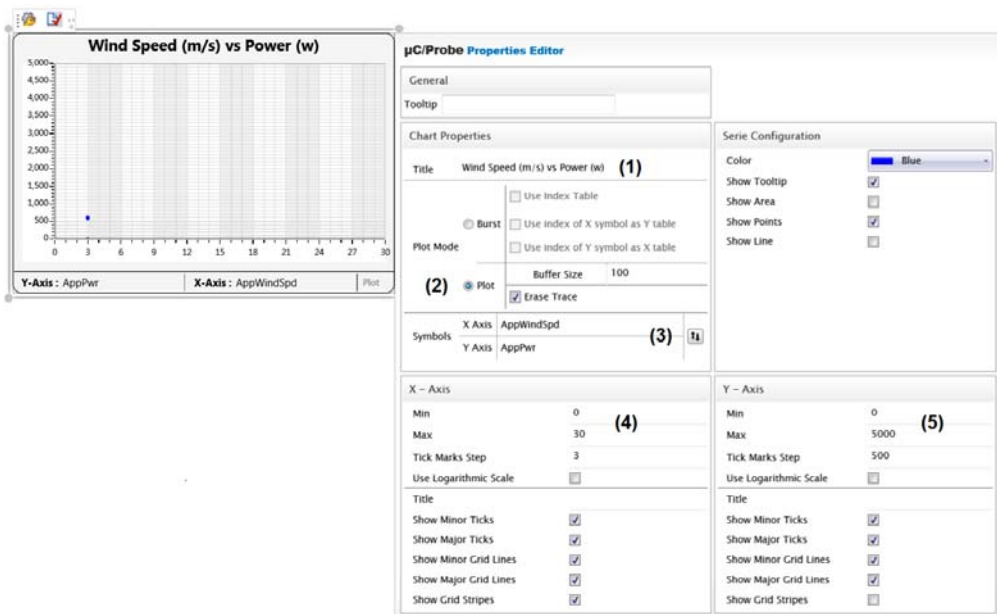 Wind Speed (m/s) vs Power (w)
5,000
4,500
4,000
3,500
3,000
2,500
2,000
1,500
1,000
500
0
0 3 6 9 12 15 18 21 24 27 30
Y-Axis : AppPwr X-Axis : AppWindSpd Plot
µC/Probe Properties Editor
General
Tooltip
Chart Properties
Title Wind Speed (m/s) vs Power (w) (1)
Plot Mode
Burst
Use Index Table
Use index of X symbol as Y table
Use index of Y symbol as X table
(2) Plot
Buffer Size 100
Erase Trace
Symbols
X Axis AppWindSpd
Y Axis AppPwr
(3)
Serie Configuration
Color Blue
Show Tooltip
Show Area
Show Points
Show Line
X - Axis
Min 0
Max 30
(4)
Tick Marks Step 3
Use Logarithmic Scale
Title
Show Minor Ticks
Show Major Ticks
Show Minor Grid Lines
Show Major Grid Lines
Show Grid Stripes
Y - Axis
Min 0
Max 5000
(5)
Tick Marks Step 500
Use Logarithmic Scale
Title
Show Minor Ticks
Show Major Ticks
Show Minor Grid Lines
Show Major Grid Lines
Show Grid Stripes